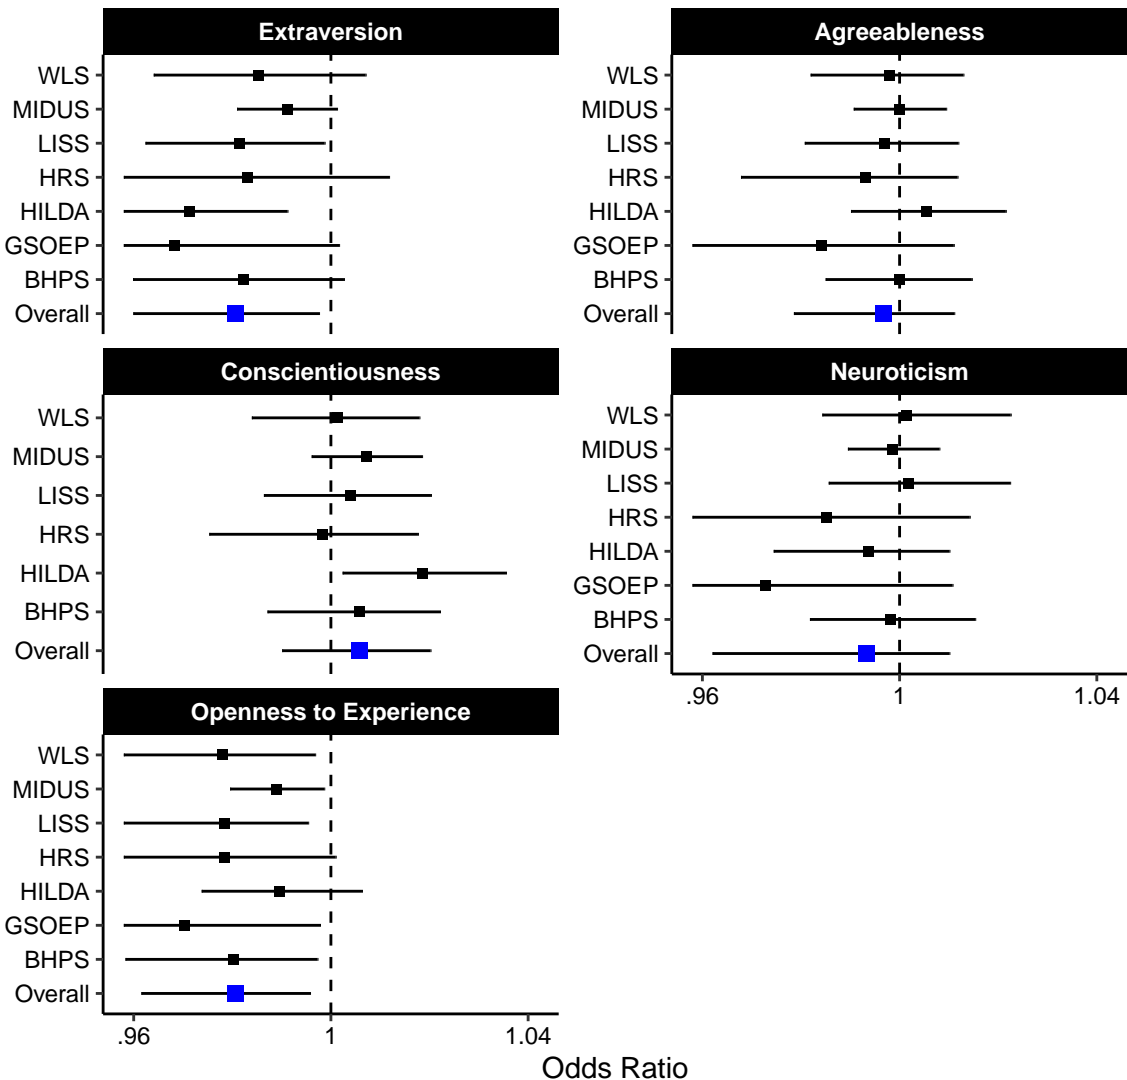 Extraversion
WLS
MIDUS
LISS
HRS
HILDA
GSOEP
BHPS
Overall
Agreeableness
WLS
MIDUS
LISS
HRS
HILDA
GSOEP
BHPS
Overall
Conscientiousness
WLS
MIDUS
LISS
HRS
HILDA
BHPS
Overall
Neuroticism
WLS
MIDUS
LISS
HRS
HILDA
GSOEP
BHPS
Overall
.96 1 1.04
Openness to Experience
WLS
MIDUS
LISS
HRS
HILDA
GSOEP
BHPS
Overall
.96 1 1.04
Odds Ratio